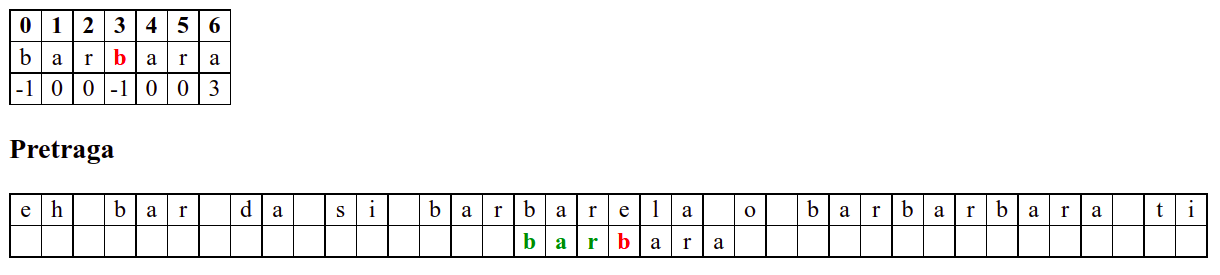 0 1 2 3 4 5 6
b a r b a r a
-1 0 0 -1 0 0 3
Pretraga
e h b a r d a s i b a r b a r e l a o b a r b a r b a r a t i
b a r b a r a